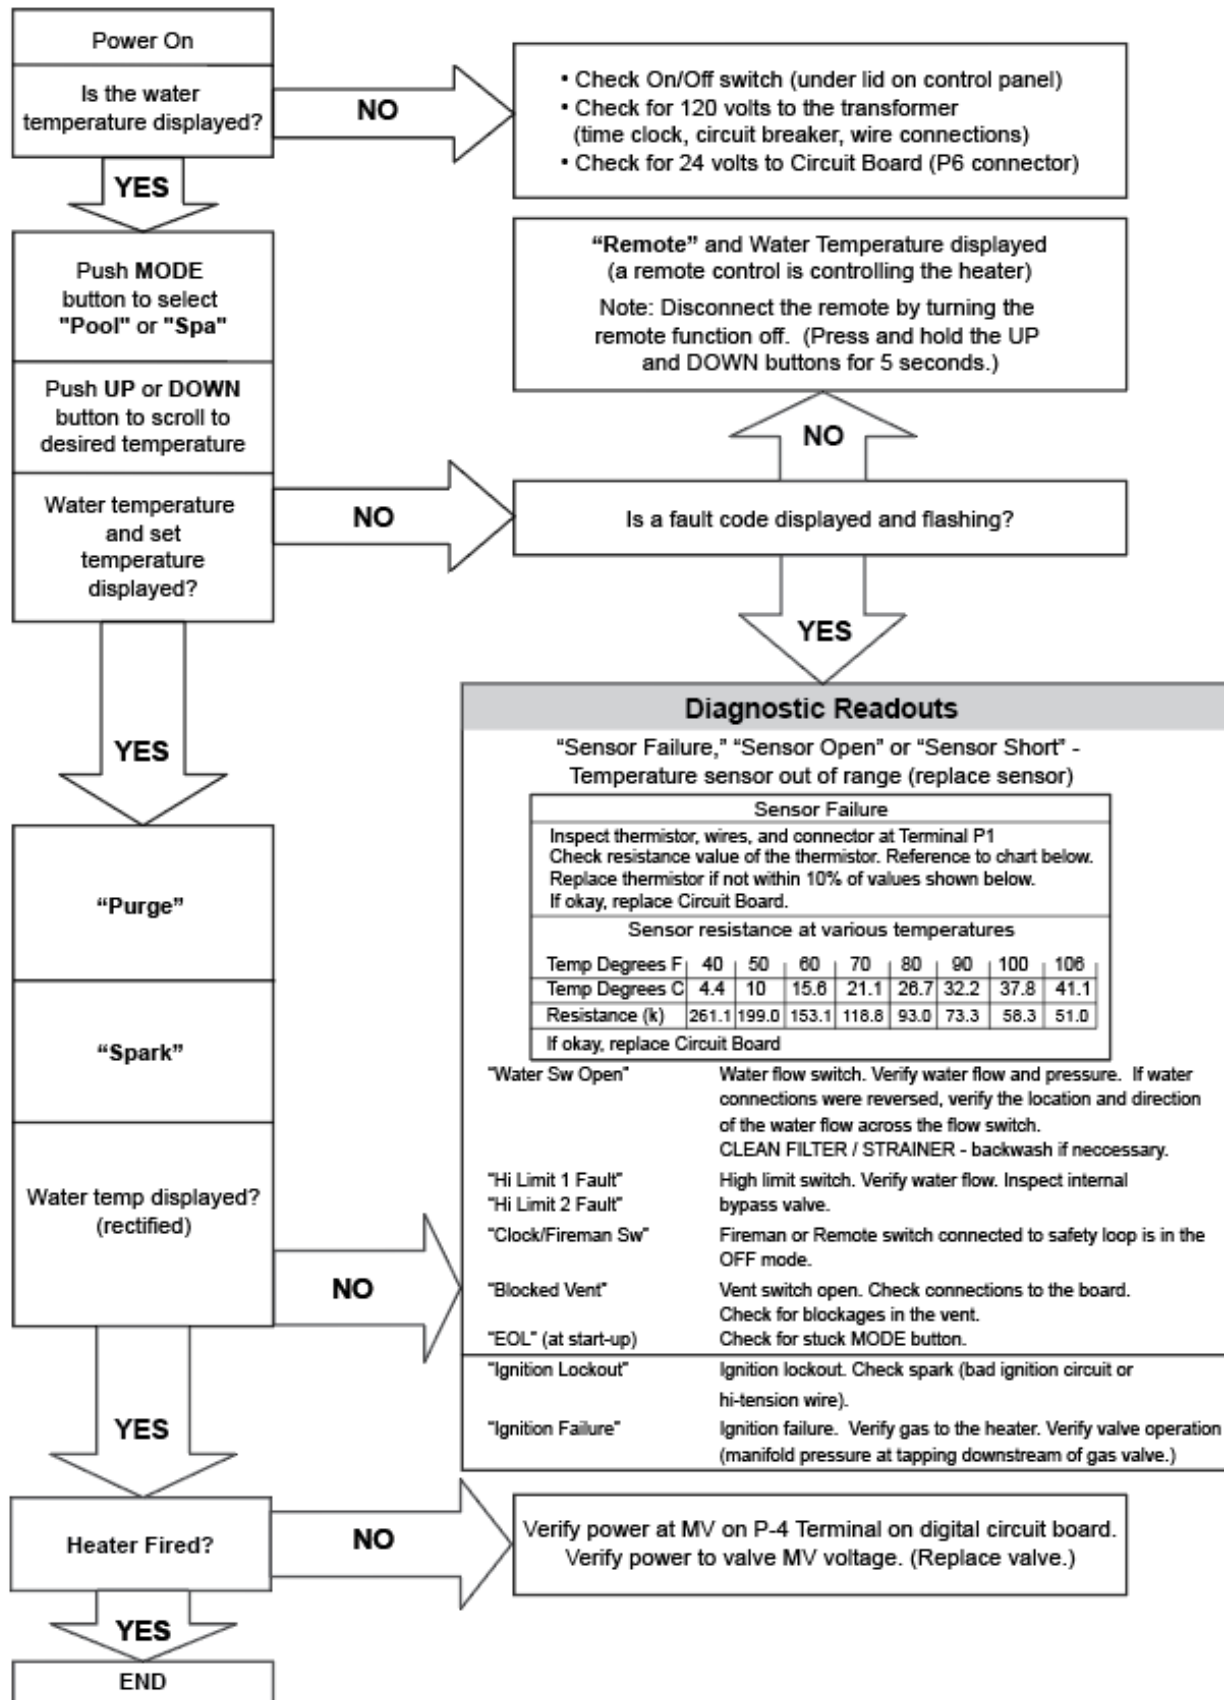 Power On
Is the water
temperature displayed?
NO
• Check On/Off switch (under lid on control panel)
• Check for 120 volts to the transformer
(time clock, circuit breaker, wire connections)
• Check for 24 volts to Circuit Board (P6 connector)
YES
Push MODE
button to select
"Pool" or "Spa"
Push UP or DOWN
button to scroll to
desired temperature
Water temperature
and set
temperature
displayed?
NO
Is a fault code displayed and flashing?
NO
“Remote” and Water Temperature displayed
(a remote control is controlling the heater)
Note: Disconnect the remote by turning the
remote function off. (Press and hold the UP
and DOWN buttons for 5 seconds.)
YES
Diagnostic Readouts
“Sensor Failure,” “Sensor Open” or “Sensor Short” -
Temperature sensor out of range (replace sensor)
Sensor Failure
Inspect thermistor, wires, and connector at Terminal P1
Check resistance value of the thermistor. Reference to chart below.
Replace thermistor if not within 10% of values shown below.
If okay, replace Circuit Board.
Sensor resistance at various temperatures
Temp Degrees F 40 50 60 70 80 90 100 106
Temp Degrees C 4.4 10 15.6 21.1 26.7 32.2 37.8 41.1
Resistance (k) 261.1 199.0 153.1 118.8 93.0 73.3 58.3 51.0
If okay, replace Circuit Board
"Water Sw Open" Water flow switch. Verify water flow and pressure. If water
connections were reversed, verify the location and direction
of the water flow across the flow switch.
CLEAN FILTER / STRAINER - backwash if neccessary.
"Hi Limit 1 Fault" High limit switch. Verify water flow. Inspect internal
"Hi Limit 2 Fault" bypass valve.
"Clock/Fireman Sw" Fireman or Remote switch connected to safety loop is in the
OFF mode.
"Blocked Vent" Vent switch open. Check connections to the board.
Check for blockages in the vent.
"EOL" (at start-up) Check for stuck MODE button.
"Ignition Lockout" Ignition lockout. Check spark (bad ignition circuit or
hi-tension wire).
"Ignition Failure" Ignition failure. Verify gas to the heater. Verify valve operation
(manifold pressure at tapping downstream of gas valve.)
YES
“Purge”
“Spark”
Water temp displayed?
(rectified)
NO
YES
Heater Fired?
NO
Verify power at MV on P-4 Terminal on digital circuit board.
Verify power to valve MV voltage. (Replace valve.)
YES
END